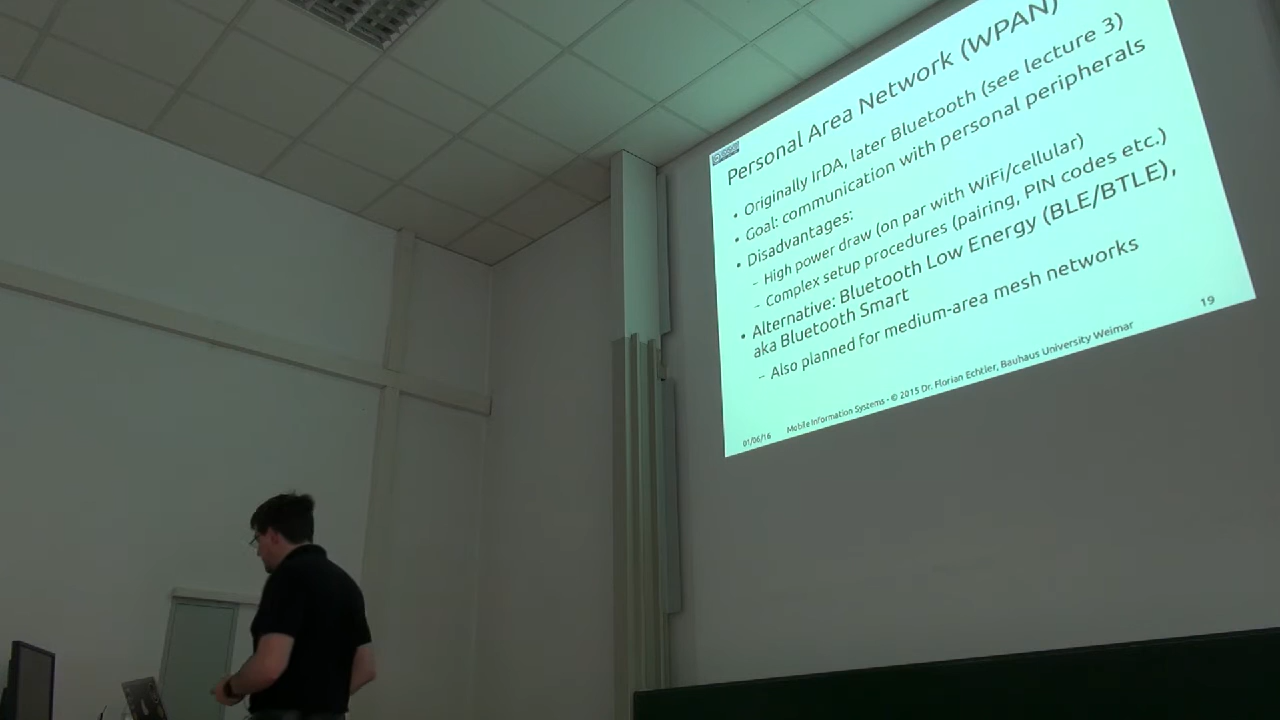 Personal Area Network (WPAN)
• Originally IrDA, later Bluetooth (see lecture 3)
• Goal: communication with personal peripherals
• Disadvantages:
– High power draw (on par with WiFi/cellular)
– Complex setup procedures (pairing, PIN codes etc.)
• Alternative: Bluetooth Low Energy (BLE/BTLE),
aka Bluetooth Smart
– Also planned for medium-area mesh networks
01/06/16 Mobile Information Systems - © 2015 Dr. Florian Echtler, Bauhaus University Weimar 19